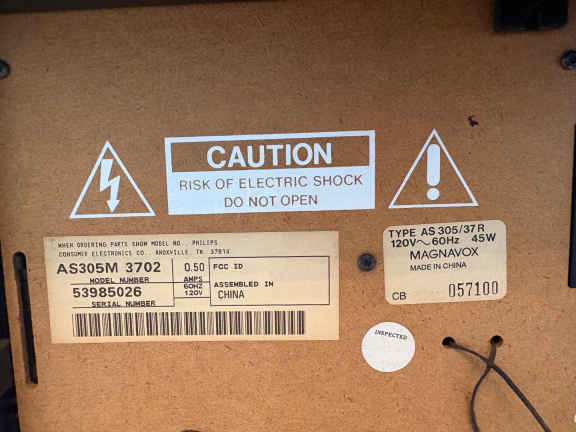 CAUTION
RISK OF ELECTRIC SHOCK
DO NOT OPEN
WHEN ORDERING PARTS SHOW MODEL NO., PHILIPS
CONSUMER ELECTRONICS CO. KNOXVILLE, TN. 37914
AS305M 3702
MODEL NUMBER
53985026
SERIAL NUMBER
0.50
AMPS
60HZ
120V
FCC ID
ASSEMBLED IN
CHINA
TYPE AS 305/37R
120V~60Hz 45W
MAGNAVOX
MADE IN CHINA
CB 057100
INSPECTED